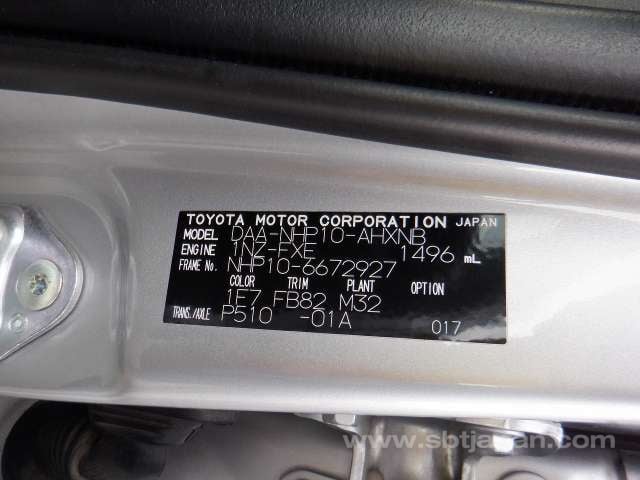 TOYOTA MOTOR CORPORATION JAPAN
MODEL DAA-NHP10-AHXNB
ENGINE 1NZ-FXE 1496 mL
FRAME No. NHP10-6672927
COLOR TRIM PLANT OPTION
1E7 FB82 M32
TRANS./AXLE P510 -01A 017
www.sbtjapan.com